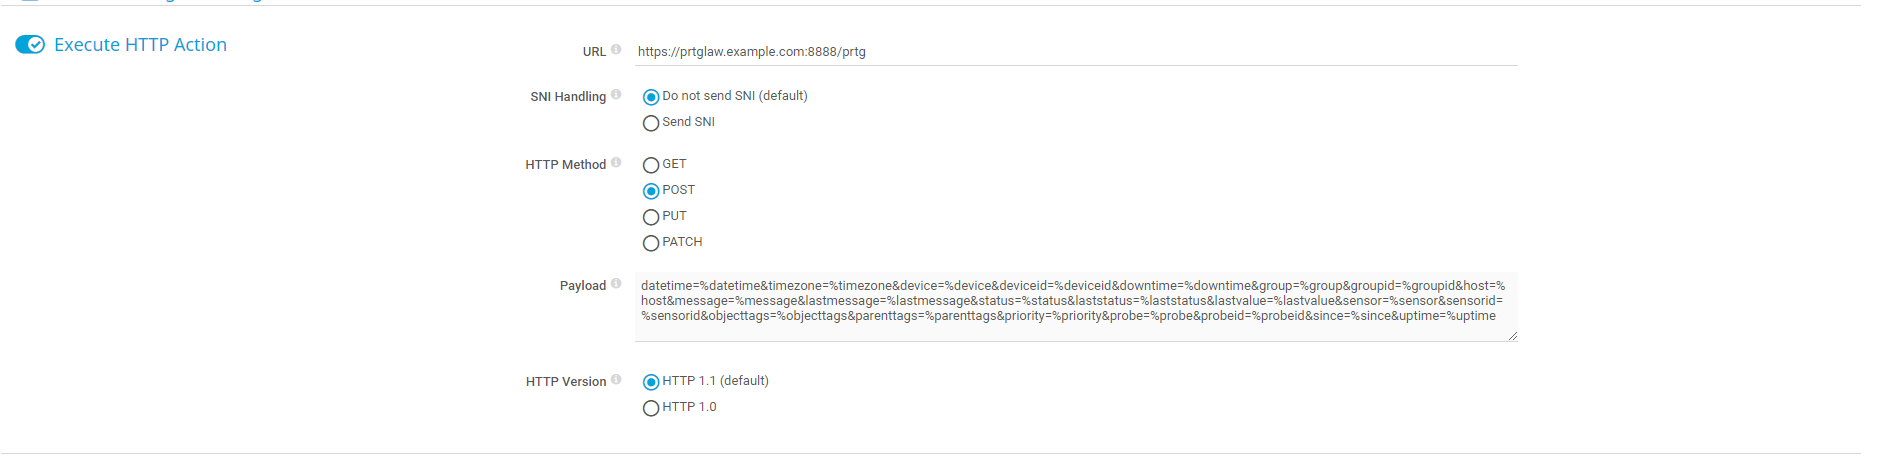 Execute HTTP Action
URL
https://prtglaw.example.com:8888/prtg
SNI Handling
Do not send SNI (default)
Send SNI
HTTP Method
GET
POST
PUT
PATCH
Payload
datetime=%datetime&timezone=%timezone&device=%device&deviceid=%deviceid&downtime=%downtime&group=%group&groupid=%groupid&host=%
host&message=%message&lastmessage=%lastmessage&status=%status&laststatus=%laststatus&lastvalue=%lastvalue&sensor=%sensor&sensorid=
%sensorid&objecttags=%objecttags&parenttags=%parenttags&priority=%priority&probe=%probe&probeid=%probeid&since=%since&uptime=%uptime
HTTP Version
HTTP 1.1 (default)
HTTP 1.0